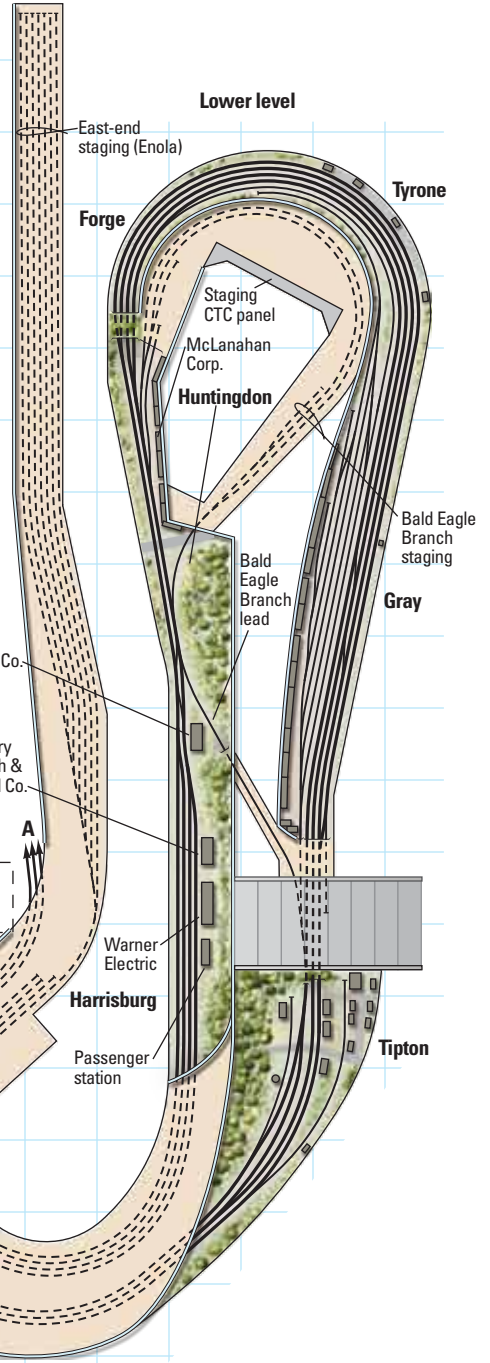 Lower level
East-end
staging (Enola)
Tyrone
Forge
Staging
CTC panel
McLanahan
Corp.
Huntingdon
Bald Eagle
Branch
staging
Bald
Eagle
Branch
lead
Gray
Co.
ry
h &
l Co.
A
Warner
Electric
Harrisburg
Passenger
station
Tipton